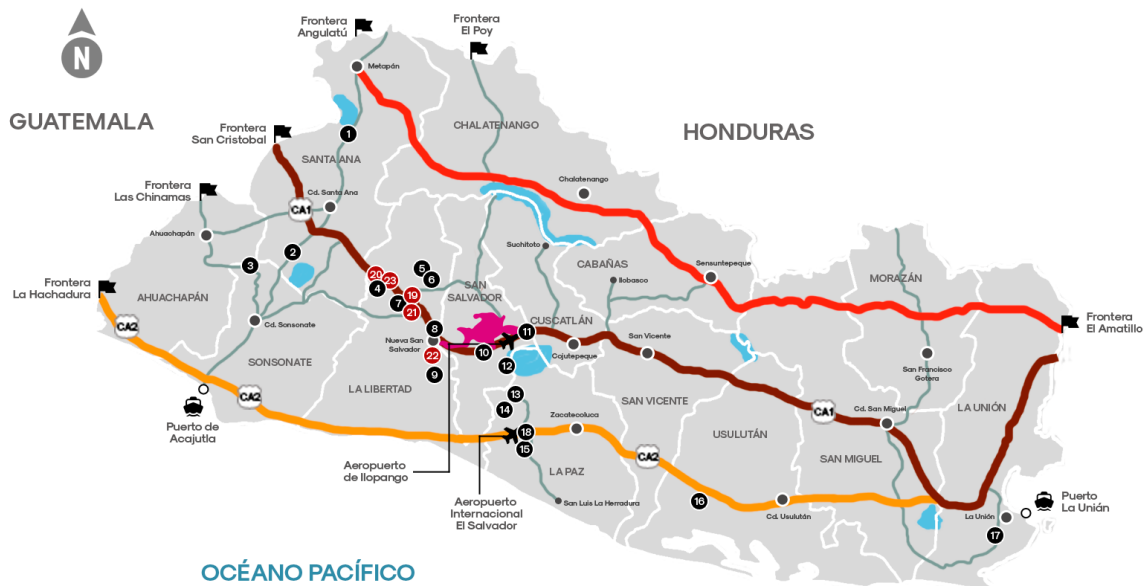 Frontera
Angulatú
Frontera
El Poy
N
Metapán
GUATEMALA
CHALATENANGO
HONDURAS
Frontera
San Cristobal
1
SANTA ANA
Frontera
Las Chinamas
Cd. Santa Ana
Chalatenango
CA1
Ahuachapán
Suchitoto
2
3
5
6
20
23
4
CABAÑAS
Sensuntepeque
MORAZÁN
Ilobasco
Frontera
La Hachadura
AHUACHAPÁN
SAN
SALVADOR
7
19
21
CA2
Cd. Sonsonate
8
CUSCATLÁN
11
Frontera
El Amatillo
Nueva San
Salvador
22
10
Cojutepeque
San Vicente
SONSONATE
9
12
San Francisco
Gotera
LA LIBERTAD
13
CA2
14
SAN VICENTE
CA1
Cd. San Miguel
LA UNIÓN
Puerto de
Acajutla
Zacatecoluca
18
15
USULUTÁN
CA2
SAN MIGUEL
Aeropuerto
de Ilopango
LA PAZ
Aeropuerto
Internacional
El Salvador
San Luis La Herradura
16
Cd. Usulután
La Unión
Puerto
La Unián
17
OCÉANO PACÍFICO